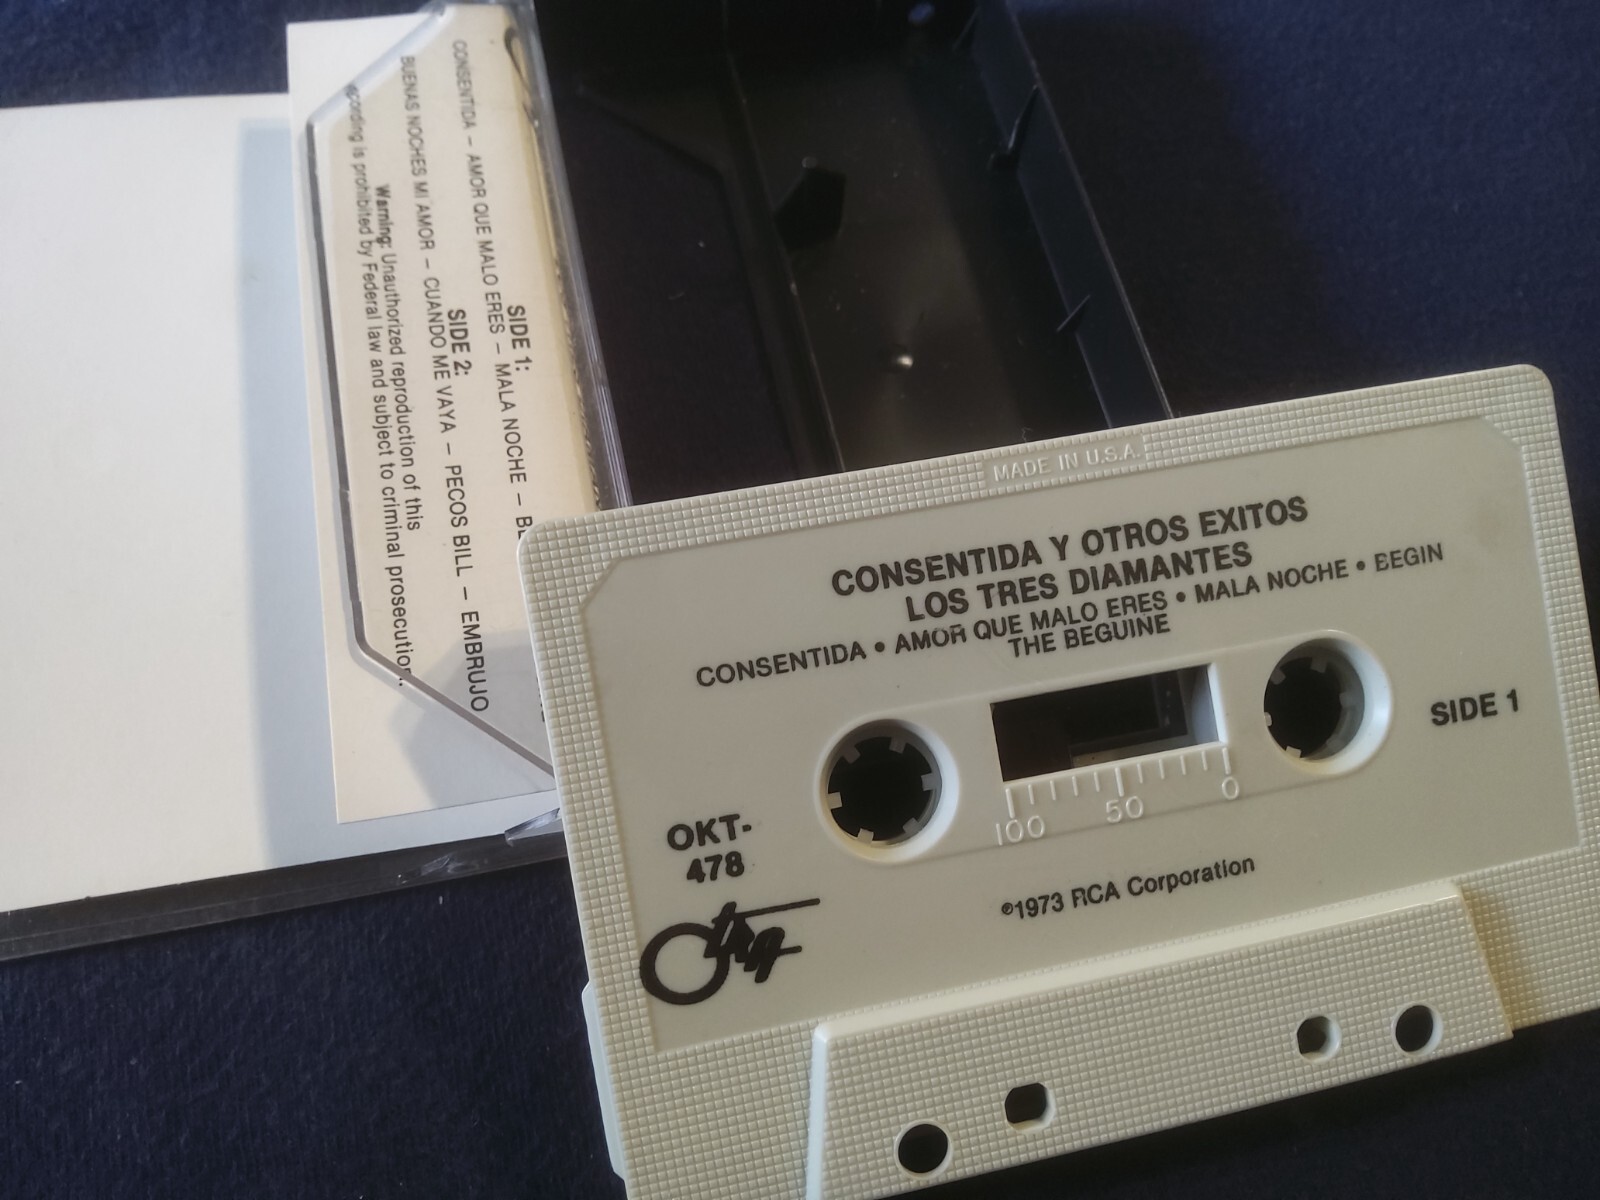 SIDE 1:
CONSENTIDA – AMOR QUE MALO ERES – MALA NOCHE –
SIDE 2:
BUENAS NOCHES MI AMOR – CUANDO ME VAYA – PECOS BILL – EMBRUJO
Warning: Unauthorized reproduction of this
recording is prohibited by Federal law and subject to criminal prosecution.
MADE IN U.S.A.
CONSENTIDA Y OTROS EXITOS
LOS TRES DIAMANTES
CONSENTIDA • AMOR QUE MALO ERES • MALA NOCHE • BEGIN
THE BEGUINE
SIDE 1
100 50 0
OKT-
478
℗1973 RCA Corporation